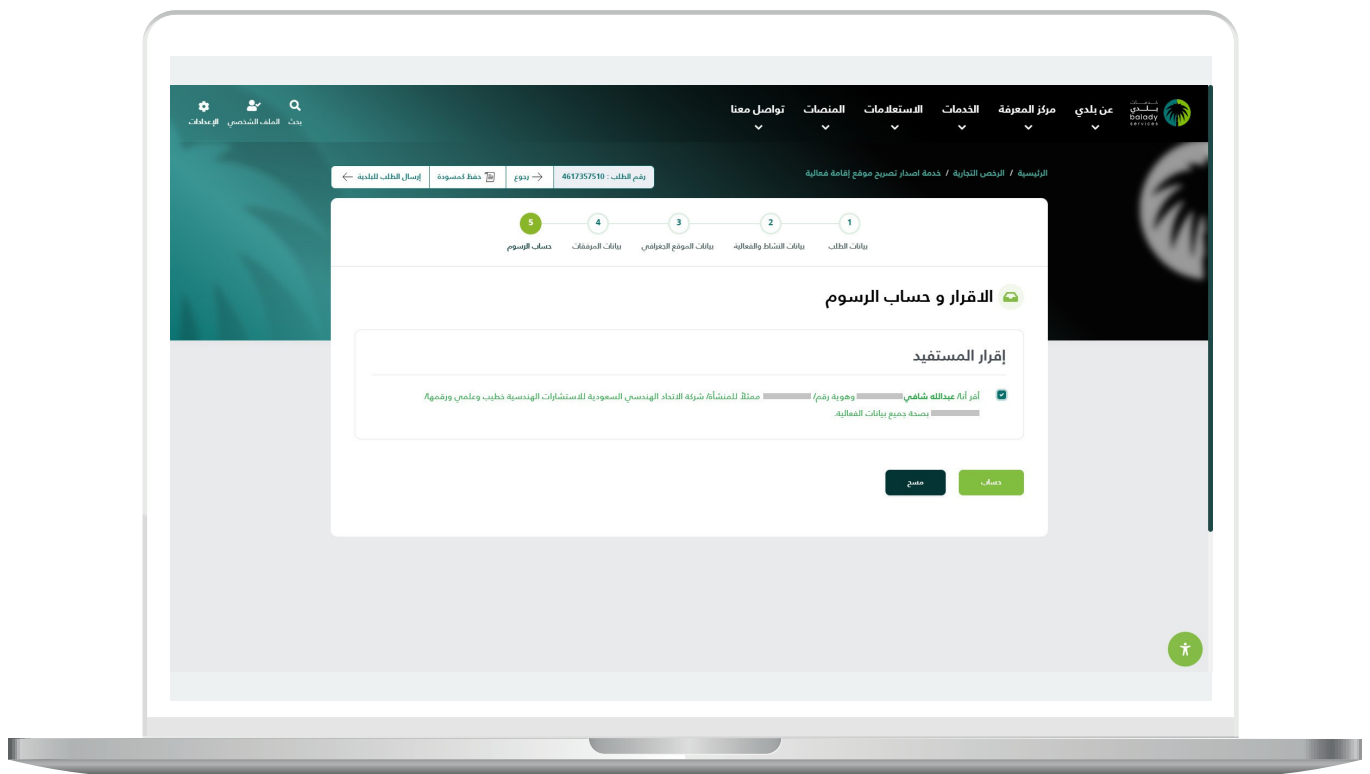 خدمات
بلدي
balady
services
عن بلدي
مركز المعرفة
الخدمات
الاستعلامات
المنصات
تواصل معنا
بحث
الملف الشخصي
الإعدادات
الرئيسية / الرخص التجارية / خدمة اصدار تصريح موقع إقامة فعالية
رقم الطلب : 4617357510
رجوع
حفظ كمسودة
إرسال الطلب للبلدية
1
بيانات الطلب
2
بيانات النشاط والفعالية
3
بيانات الموقع الجغرافي
4
بيانات المرفقات
5
حساب الرسوم
الاقرار و حساب الرسوم
إقرار المستفيد
أقر أنا/ عبدالله شافي وهوية رقم/ ممثلاً للمنشأة/ شركة الاتحاد الهندسي السعودية للاستشارات الهندسية خطيب وعلمي ورقمها/
بصحة جميع بيانات الفعالية.
حساب
مسح